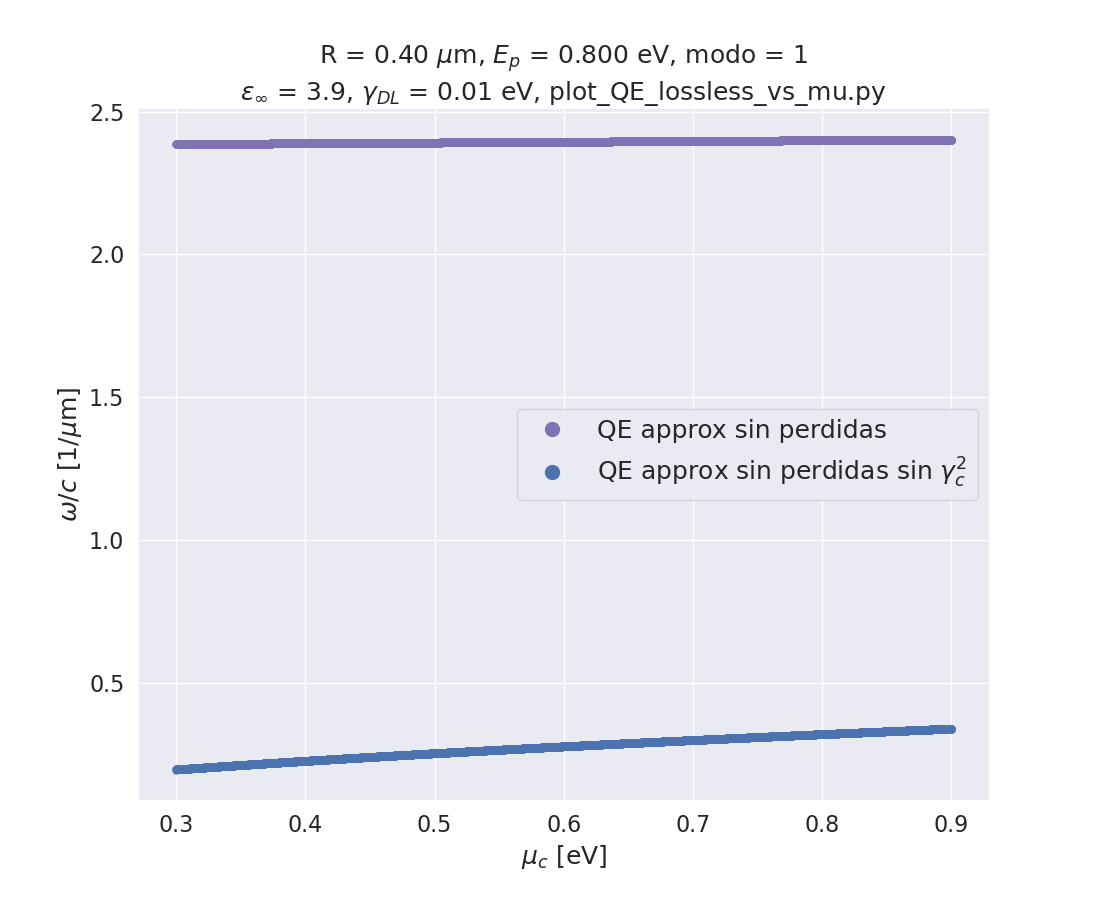 R = 0.40 μm, E_p = 0.800 eV, modo = 1
ε_∞ = 3.9, γ_DL = 0.01 eV, plot_QE_lossless_vs_mu.py
2.5
2.0
1.5
1.0
0.5
ω/c [1/μm]
QE approx sin perdidas
QE approx sin perdidas sin γ_c^2
0.3 0.4 0.5 0.6 0.7 0.8 0.9
μ_c [eV]